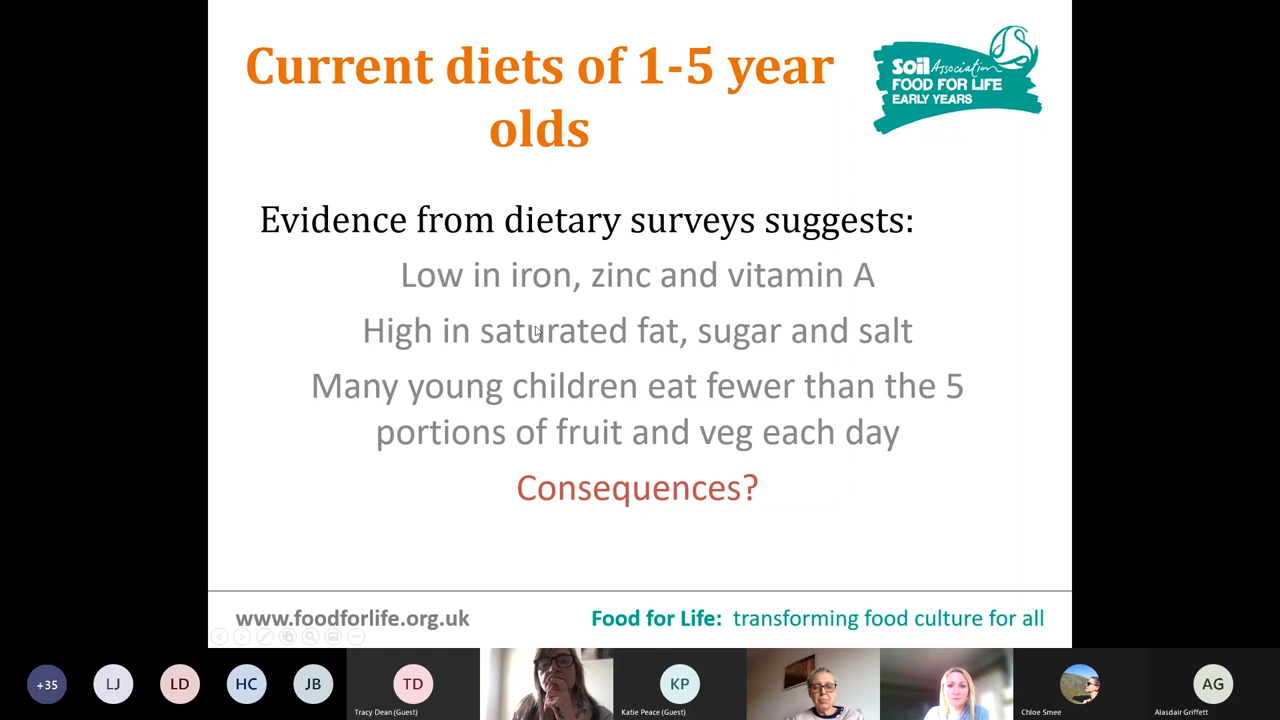 Current diets of 1-5 year
olds
Soil Association
FOOD FOR LIFE
EARLY YEARS
Evidence from dietary surveys suggests:
Low in iron, zinc and vitamin A
High in saturated fat, sugar and salt
Many young children eat fewer than the 5
portions of fruit and veg each day
Consequences?
www.foodforlife.org.uk
Food for Life: transforming food culture for all
+35
LJ
LD
HC
JB
TD
Tracy Dean (Guest)
KP
Katie Peace (Guest)
Chloe Smee
AG
Alasdair Griffett